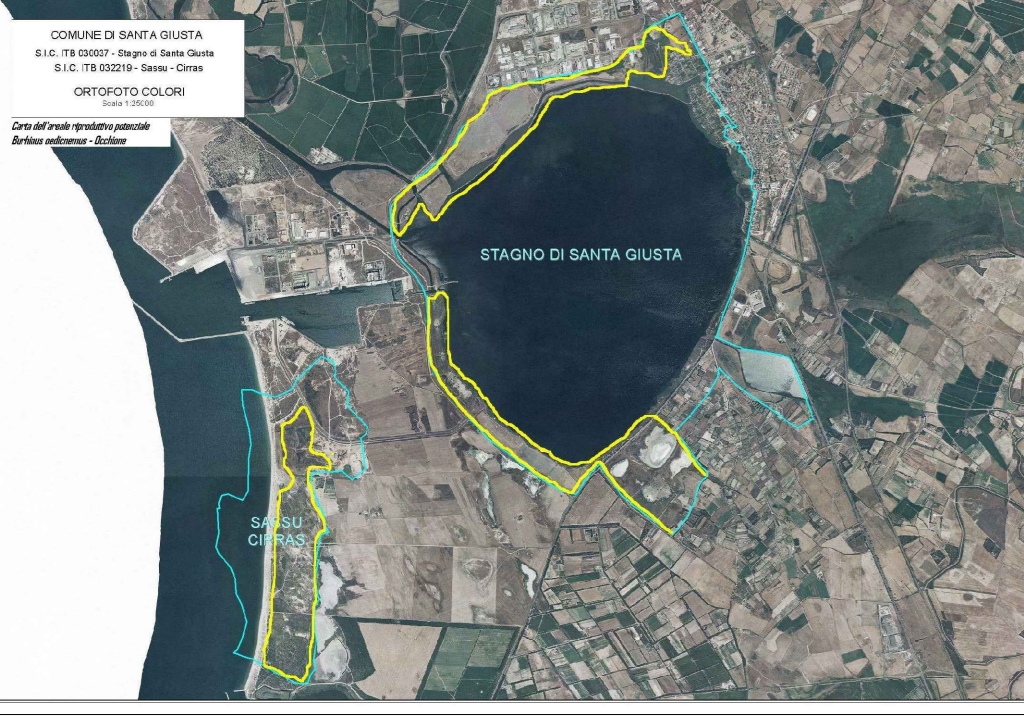 COMUNE DI SANTA GIUSTA
S.I.C. ITB 030037 - Stagno di Santa Giusta
S.I.C. ITB 032219 - Sassu - Cirras
ORTOFOTO COLORI
Scala 1:25000
Carta dell'areale riproduttivo potenziale
Burhinus oedicnemus - Occhione
STAGNO DI SANTA GIUSTA
SASSU
CIRRAS